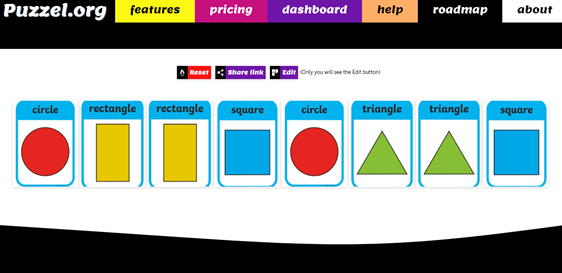 Puzzel.org features pricing dashboard help roadmap about
Reset Share link Edit (Only you will see the Edit button)
circle rectangle rectangle square circle triangle triangle square